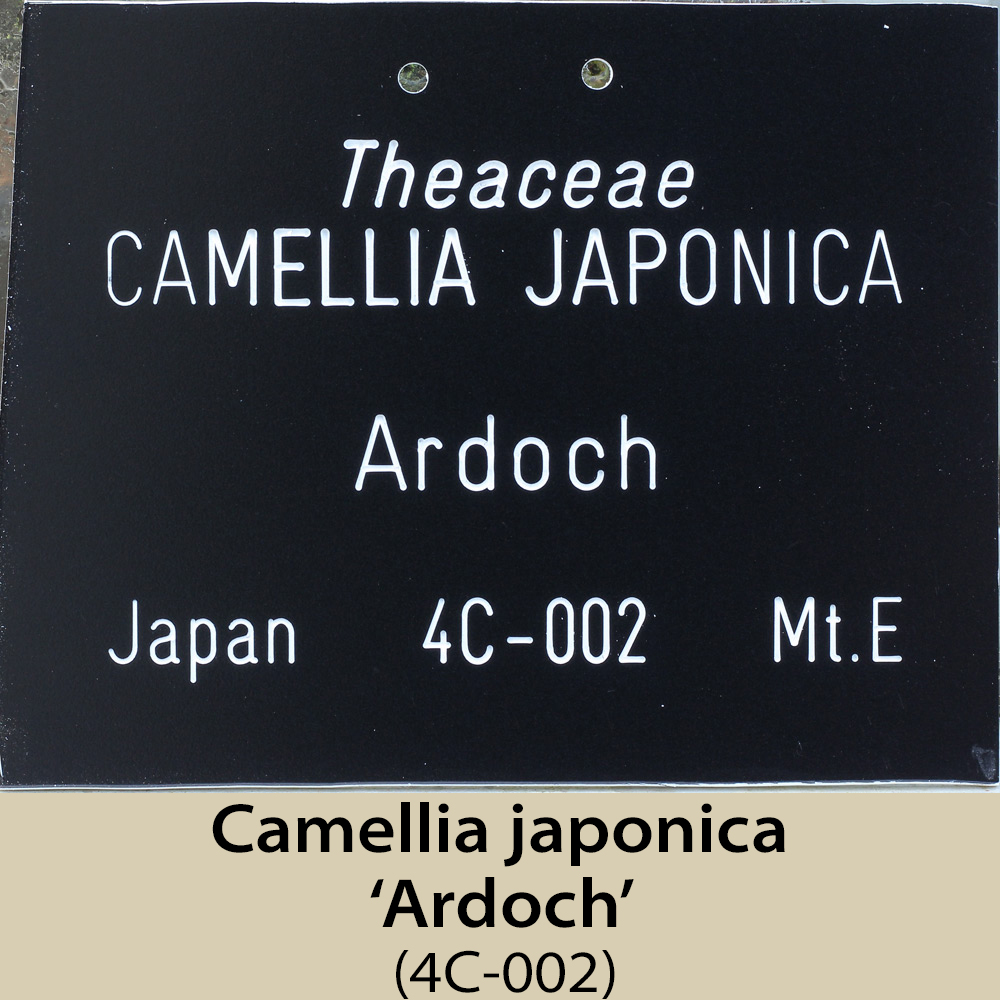 Theaceae
CAMELLIA JAPONICA
Ardoch
Japan 4C-002 Mt.E
Camellia japonica
‘Ardoch’
(4C-002)